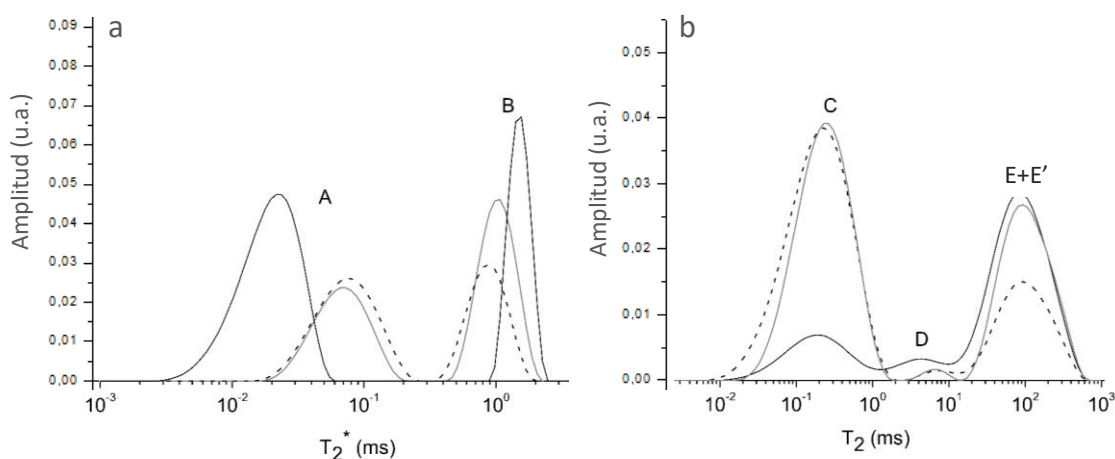 a
0,09
0,08
0,07
0,06
0,05
0,04
0,03
0,02
0,01
0,00
Amplitud (u.a.)
A
B
10⁻³
10⁻²
10⁻¹
10⁰
T₂* (ms)
b
0,05
0,04
0,03
0,02
0,01
0,00
Amplitud (u.a.)
C
D
E+E’
10⁻²
10⁻¹
10⁰
10¹
10²
10³
T₂ (ms)